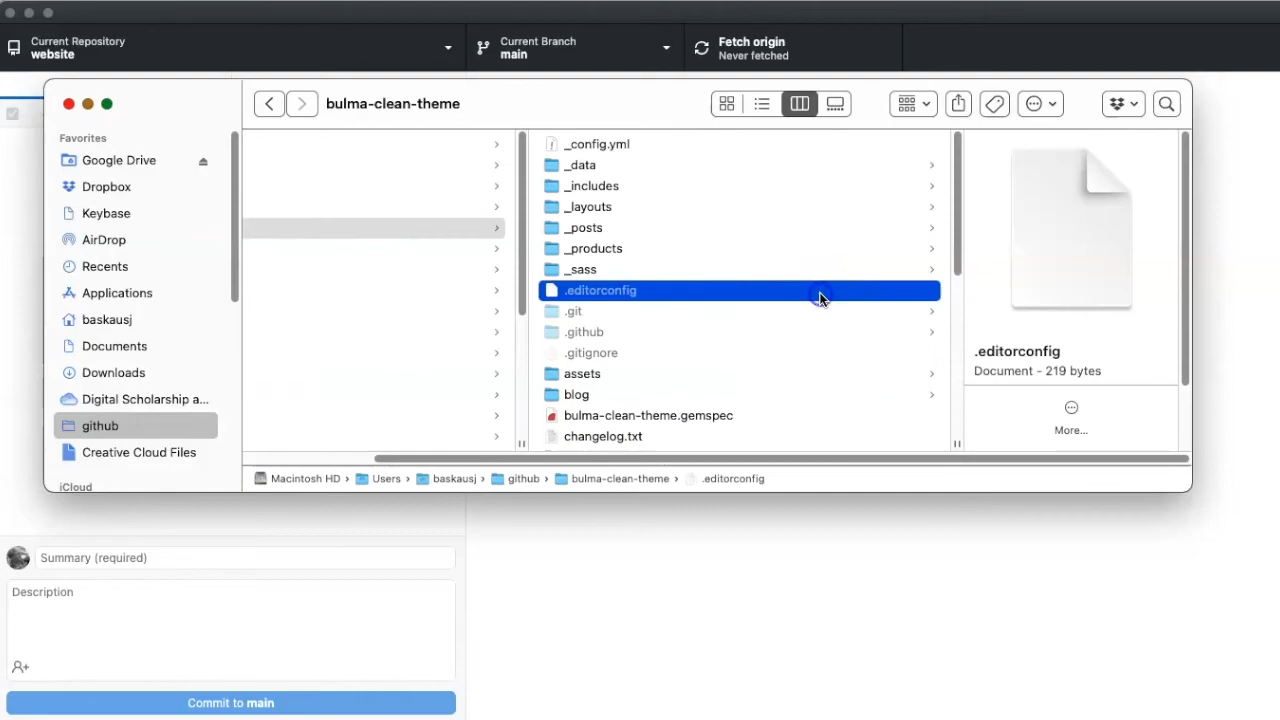 Current Repository
website
Current Branch
main
Fetch origin
Never fetched
bulma-clean-theme
Favorites
Google Drive
Dropbox
Keybase
AirDrop
Recents
Applications
baskausj
Documents
Downloads
Digital Scholarship a...
github
Creative Cloud Files
iCloud
_config.yml
_data
_includes
_layouts
_posts
_products
_sass
.editorconfig
.git
.github
.gitignore
assets
blog
bulma-clean-theme.gemspec
changelog.txt
.editorconfig
Document - 219 bytes
More...
Macintosh HD › Users › baskausj › github › bulma-clean-theme › .editorconfig
Summary (required)
Description
Commit to main